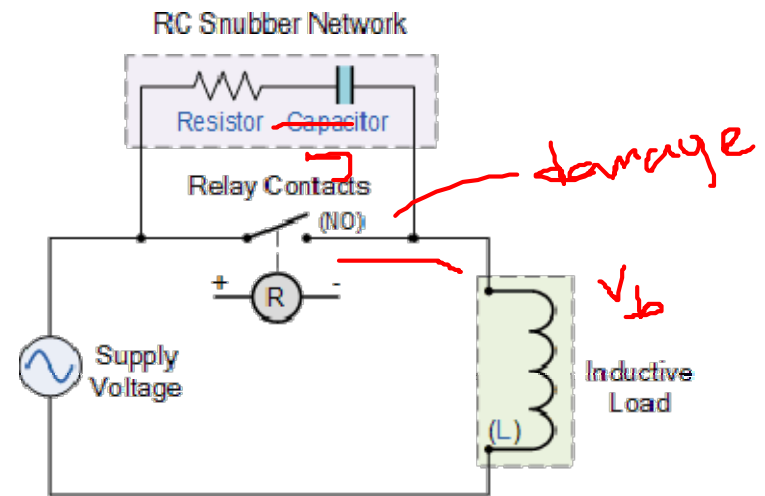 RC Snubber Network
Resistor Capacitor
damage
Relay Contacts
(NO)
+ R -
Supply
Voltage
Inductive
Load
(L)